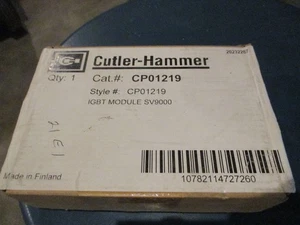 Cutler-Hammer
Qty: 1 Cat.#: CP01219
Style #: CP01219
IGBT MODULE SV9000
Made in Finland
10782114727260